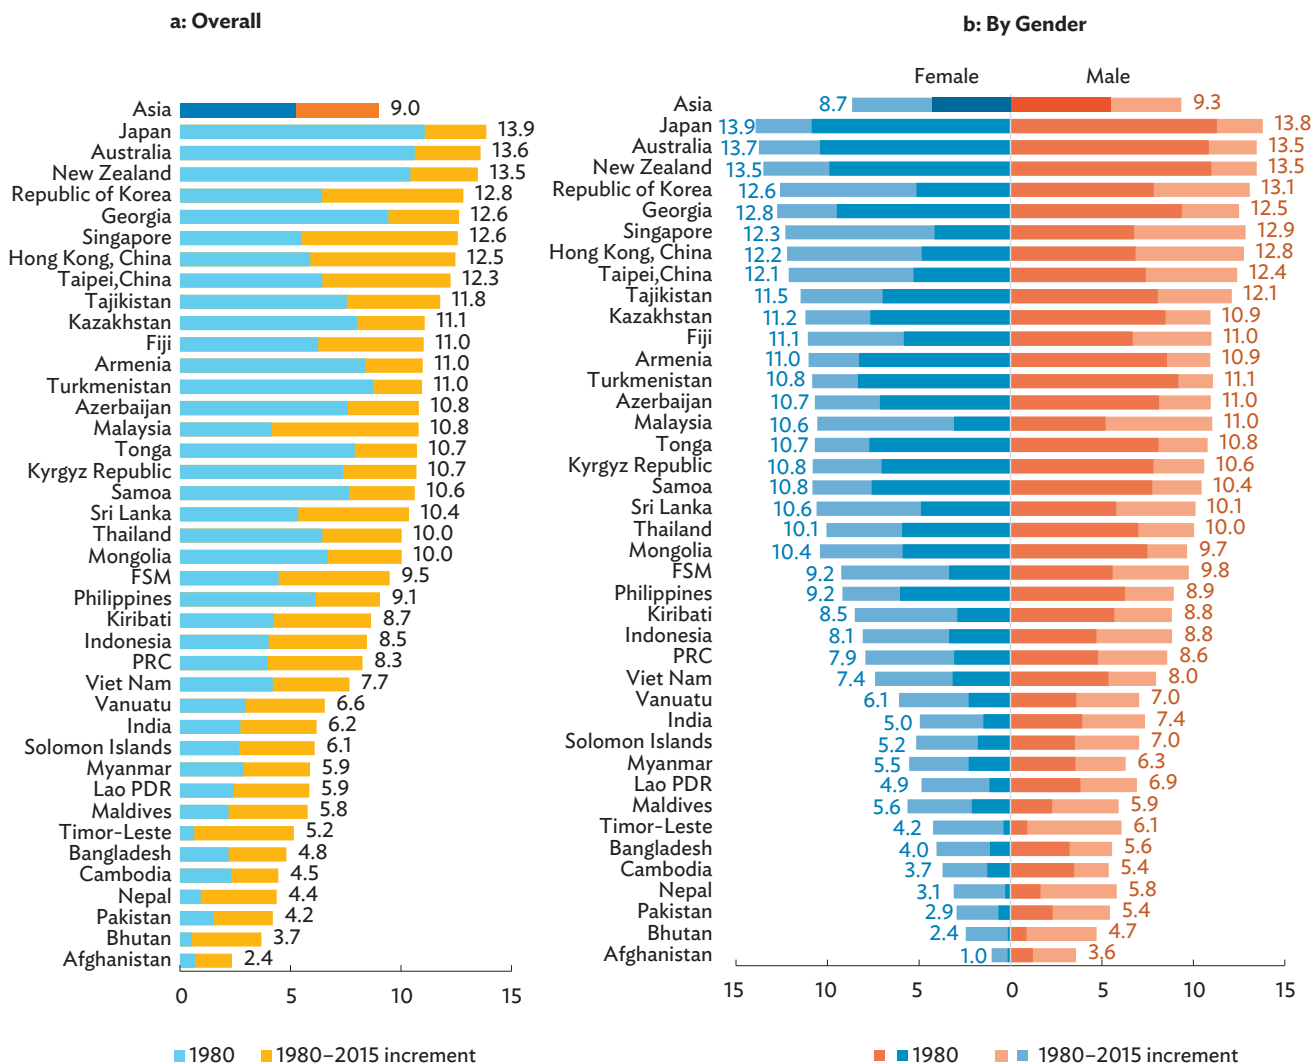 a: Overall
Asia 9.0
Japan 13.9
Australia 13.6
New Zealand 13.5
Republic of Korea 12.8
Georgia 12.6
Singapore 12.6
Hong Kong, China 12.5
Taipei,China 12.3
Tajikistan 11.8
Kazakhstan 11.1
Fiji 11.0
Armenia 11.0
Turkmenistan 11.0
Azerbaijan 10.8
Malaysia 10.8
Tonga 10.7
Kyrgyz Republic 10.7
Samoa 10.6
Sri Lanka 10.4
Thailand 10.0
Mongolia 10.0
FSM 9.5
Philippines 9.1
Kiribati 8.7
Indonesia 8.5
PRC 8.3
Viet Nam 7.7
Vanuatu 6.6
India 6.2
Solomon Islands 6.1
Myanmar 5.9
Lao PDR 5.9
Maldives 5.8
Timor-Leste 5.2
Bangladesh 4.8
Cambodia 4.5
Nepal 4.4
Pakistan 4.2
Bhutan 3.7
Afghanistan 2.4
0 5 10 15
1980 1980–2015 increment
b: By Gender
Female Male
Asia 8.7 9.3
Japan 13.9 13.8
Australia 13.7 13.5
New Zealand 13.5 13.5
Republic of Korea 12.6 13.1
Georgia 12.8 12.5
Singapore 12.3 12.9
Hong Kong, China 12.2 12.8
Taipei,China 12.1 12.4
Tajikistan 11.5 12.1
Kazakhstan 11.2 10.9
Fiji 11.1 11.0
Armenia 11.0 10.9
Turkmenistan 10.8 11.1
Azerbaijan 10.7 11.0
Malaysia 10.6 11.0
Tonga 10.7 10.8
Kyrgyz Republic 10.8 10.6
Samoa 10.8 10.4
Sri Lanka 10.6 10.1
Thailand 10.1 10.0
Mongolia 10.4 9.7
FSM 9.2 9.8
Philippines 9.2 8.9
Kiribati 8.5 8.8
Indonesia 8.1 8.8
PRC 7.9 8.6
Viet Nam 7.4 8.0
Vanuatu 6.1 7.0
India 5.0 7.4
Solomon Islands 5.2 7.0
Myanmar 5.5 6.3
Lao PDR 4.9 6.9
Maldives 5.6 5.9
Timor-Leste 4.2 6.1
Bangladesh 4.0 5.6
Cambodia 3.7 5.4
Nepal 3.1 5.8
Pakistan 2.9 5.4
Bhutan 2.4 4.7
Afghanistan 1.0 3.6
15 10 5 0 5 10 15
1980 1980–2015 increment